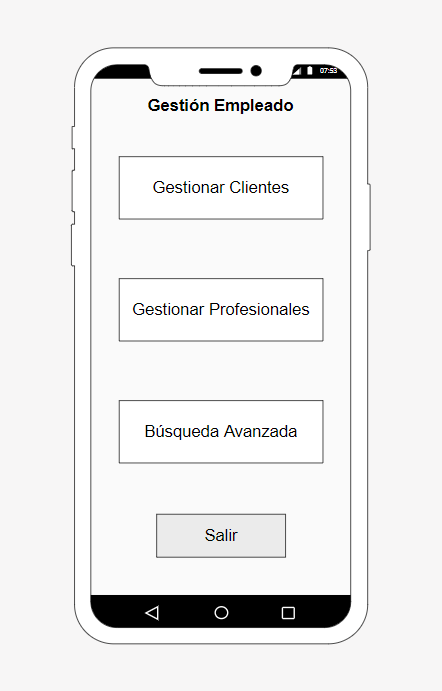 07:53
Gestión Empleado
Gestionar Clientes
Gestionar Profesionales
Búsqueda Avanzada
Salir